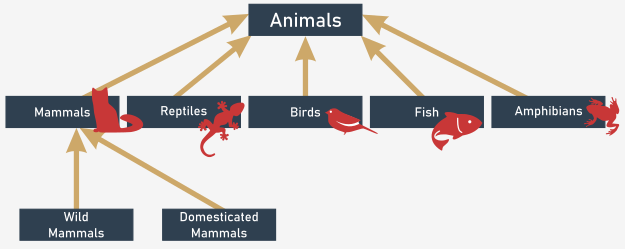 Animals
Mammals
Reptiles
Birds
Fish
Amphibians
Wild
Mammals
Domesticated
Mammals